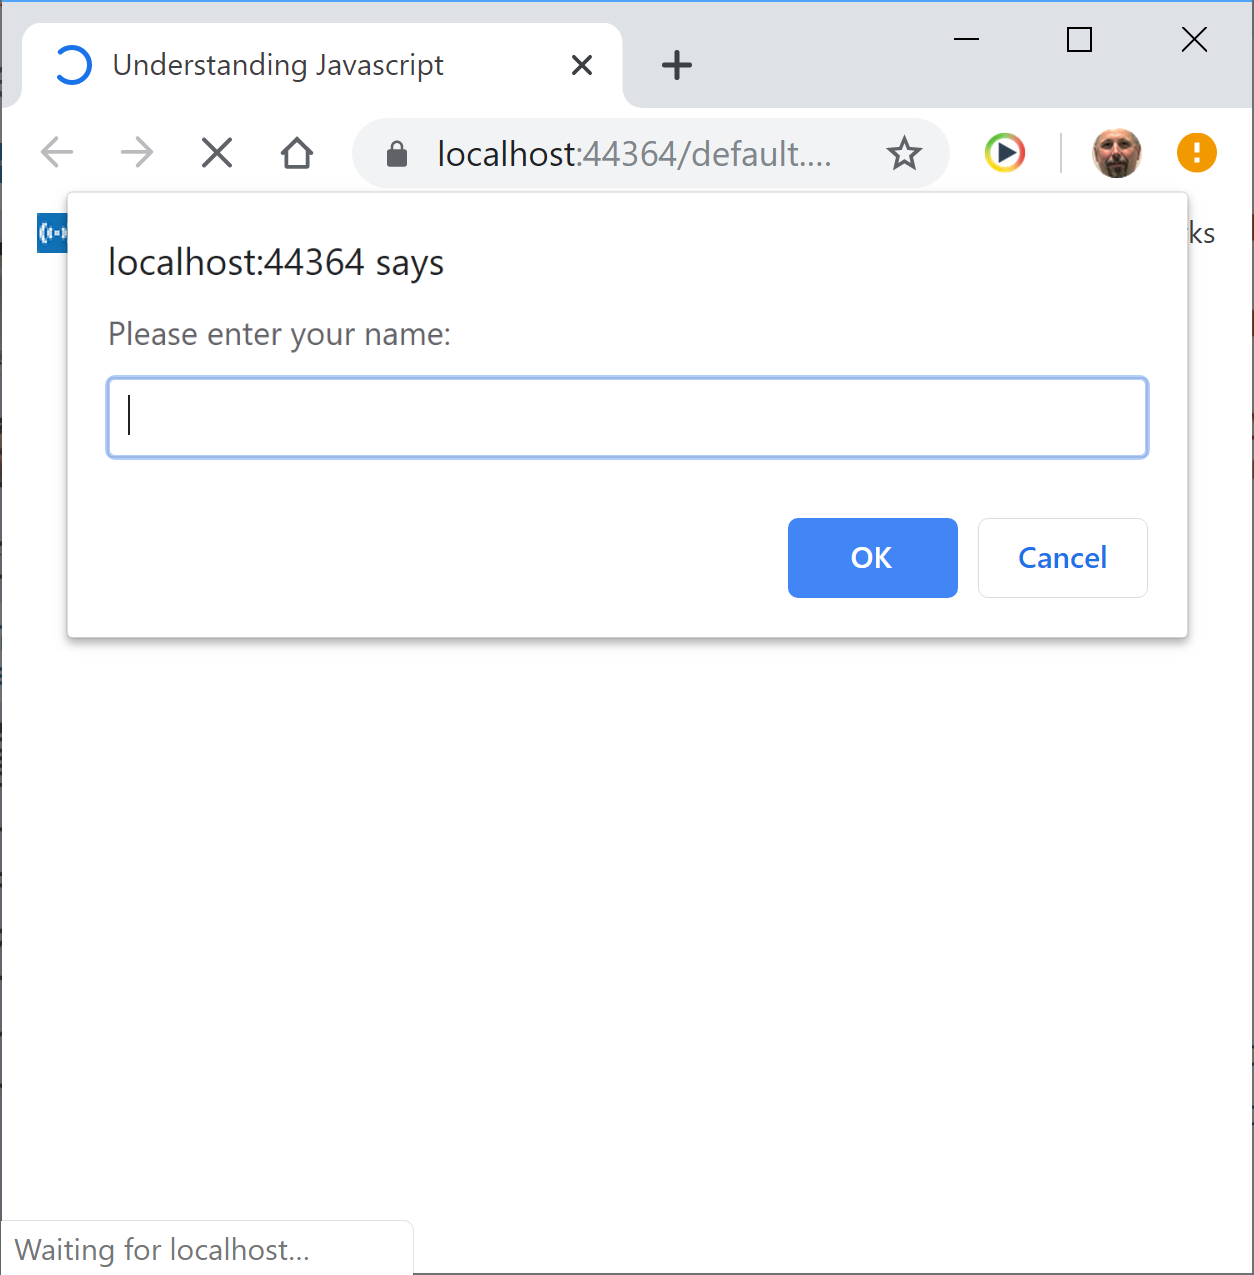 Understanding Javascript
localhost:44364/default....
ks
localhost:44364 says
Please enter your name:
OK
Cancel
Waiting for localhost...